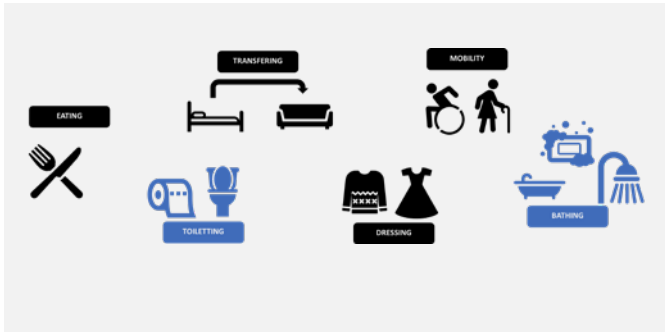 TRANSFERING
MOBILITY
EATING
BATHING
TOILETTING
DRESSING